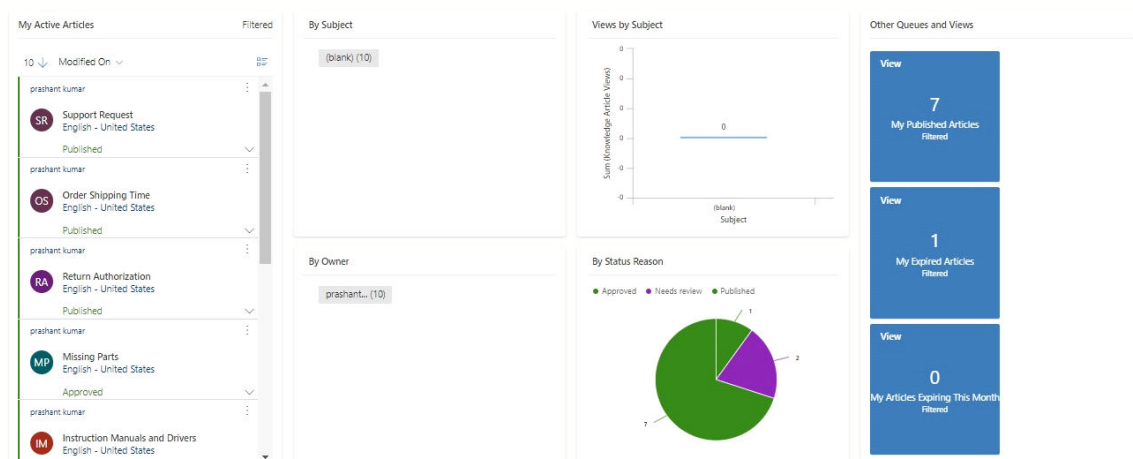 My Active Articles
Filtered
10
Modified On
prashant kumar
SR
Support Request
English - United States
Published
prashant kumar
OS
Order Shipping Time
English - United States
Published
prashant kumar
RA
Return Authorization
English - United States
Published
prashant kumar
MP
Missing Parts
English - United States
Approved
prashant kumar
IM
Instruction Manuals and Drivers
English - United States
By Subject
(blank) (10)
By Owner
prashant... (10)
Views by Subject
Sum (Knowledge Article Views)
0
0
0
0
-0
-0
0
(blank)
Subject
By Status Reason
Approved
Needs review
Published
1
2
7
Other Queues and Views
View
7
My Published Articles
Filtered
View
1
My Expired Articles
Filtered
View
0
My Articles Expiring This Month
Filtered